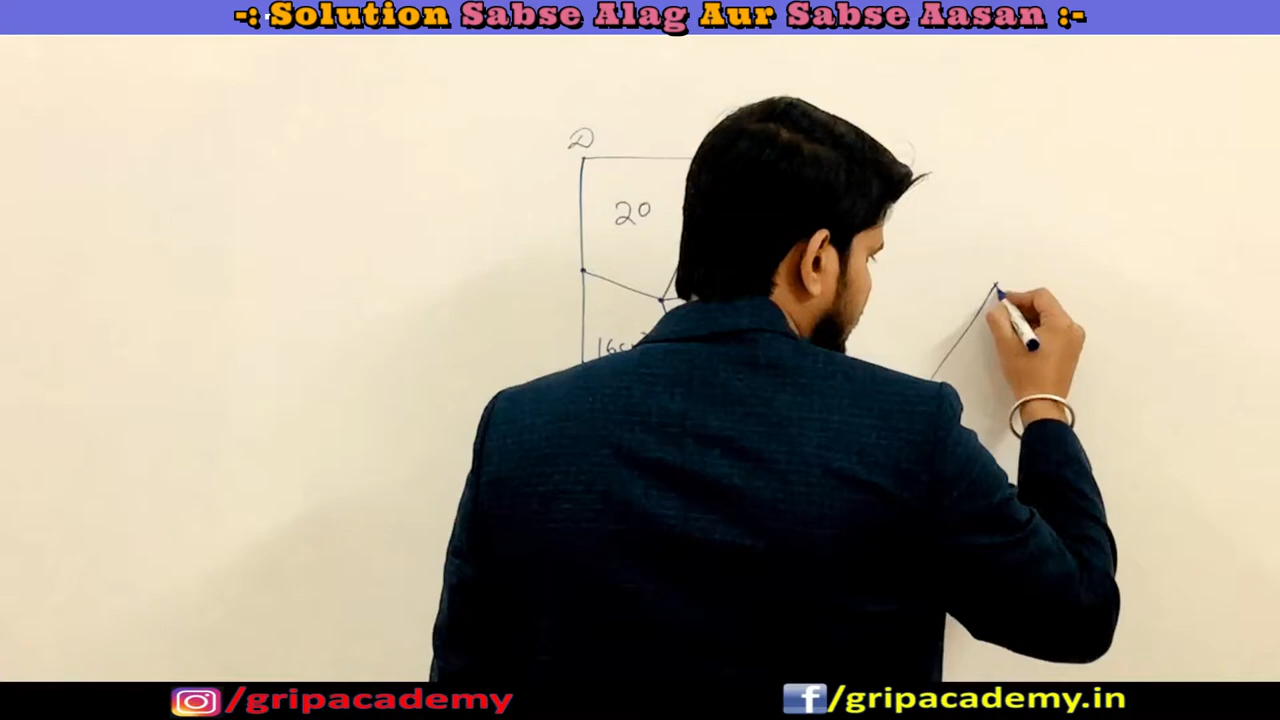 -: Solution Sabse Alag Aur Sabse Aasan :-
D
20
/gripacademy
/gripacademy.in